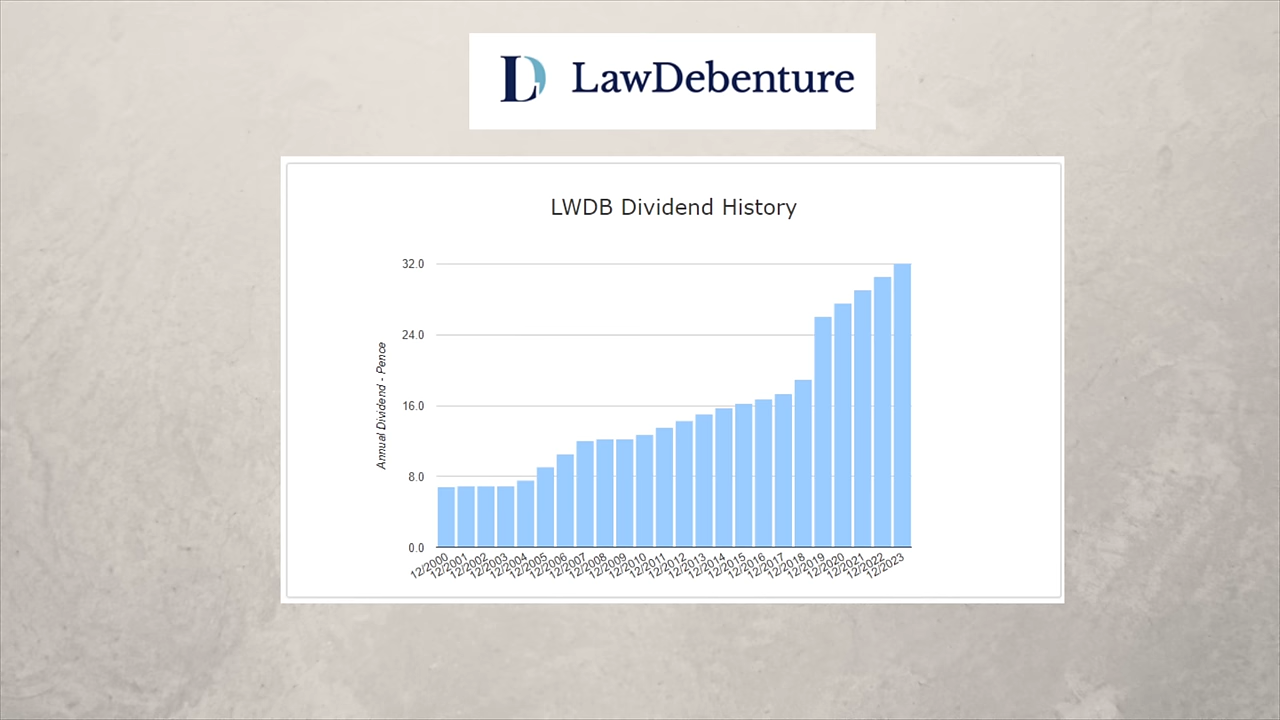 LawDebenture
LWDB Dividend History
Annual Dividend - Pence
32.0
24.0
16.0
8.0
0.0
12/2000 12/2001 12/2002 12/2003 12/2004 12/2005 12/2006 12/2007 12/2008 12/2009 12/2010 12/2011 12/2012 12/2013 12/2014 12/2015 12/2016 12/2017 12/2018 12/2019 12/2020 12/2021 12/2022 12/2023